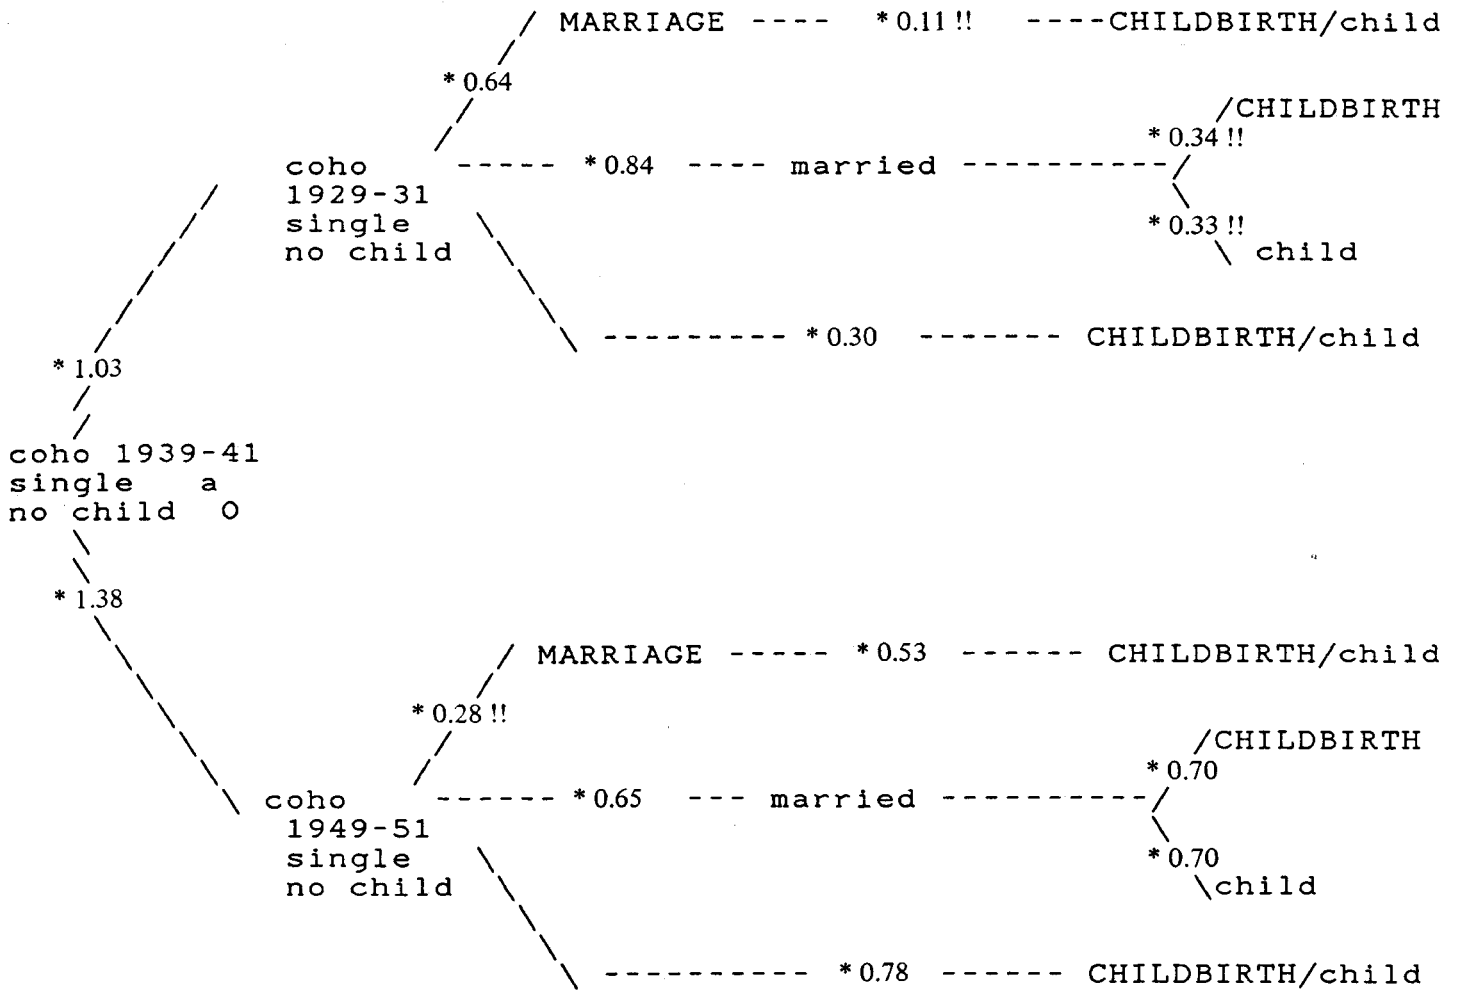 MARRIAGE ---- * 0.11 !! ----CHILDBIRTH/child
* 0.64
/CHILDBIRTH
* 0.34 !!
coho ----- * 0.84 ---- married ----------
1929-31
single
no child
* 0.33 !!
child
--------- * 0.30 ------- CHILDBIRTH/child
* 1.03
coho 1939-41
single a
no child O
* 1.38
MARRIAGE ----- * 0.53 ------ CHILDBIRTH/child
* 0.28 !!
/CHILDBIRTH
* 0.70
coho ------ * 0.65 --- married ----------
1949-51
single
no child
* 0.70
\child
---------- * 0.78 ------ CHILDBIRTH/child